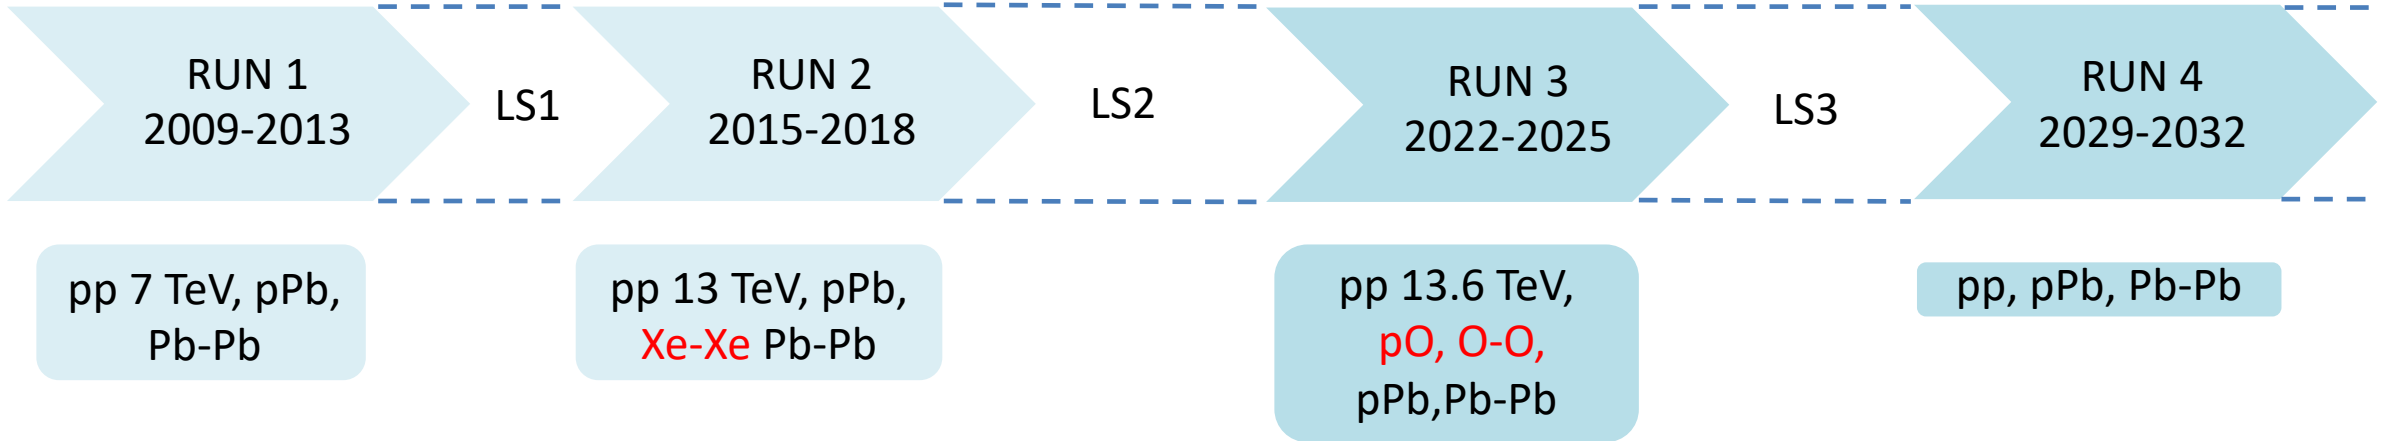 RUN 1
2009-2013
LS1
RUN 2
2015-2018
LS2
RUN 3
2022-2025
LS3
RUN 4
2029-2032
pp 7 TeV, pPb,
Pb-Pb
pp 13 TeV, pPb,
Xe-Xe Pb-Pb
pp 13.6 TeV,
pO, O-O,
pPb,Pb-Pb
pp, pPb, Pb-Pb